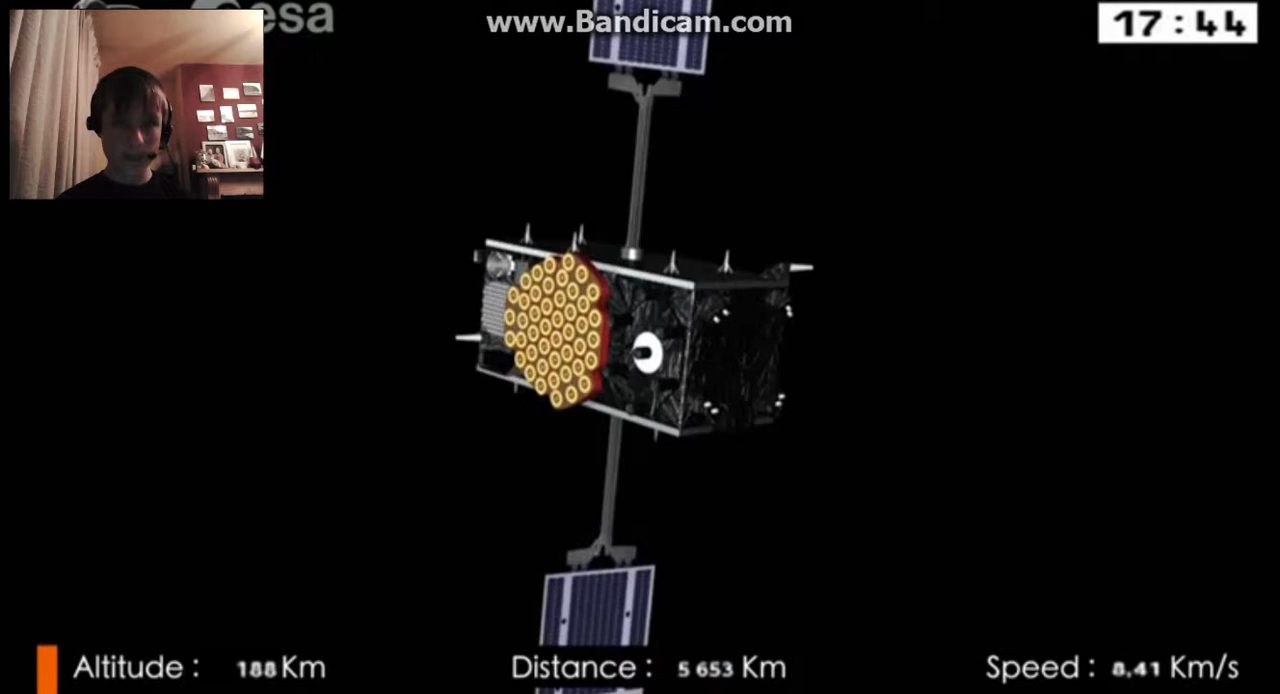 esa
www.Bandicam.com
17:44
Altitude : 188 Km
Distance : 5 653 Km
Speed : 8,41 Km/s